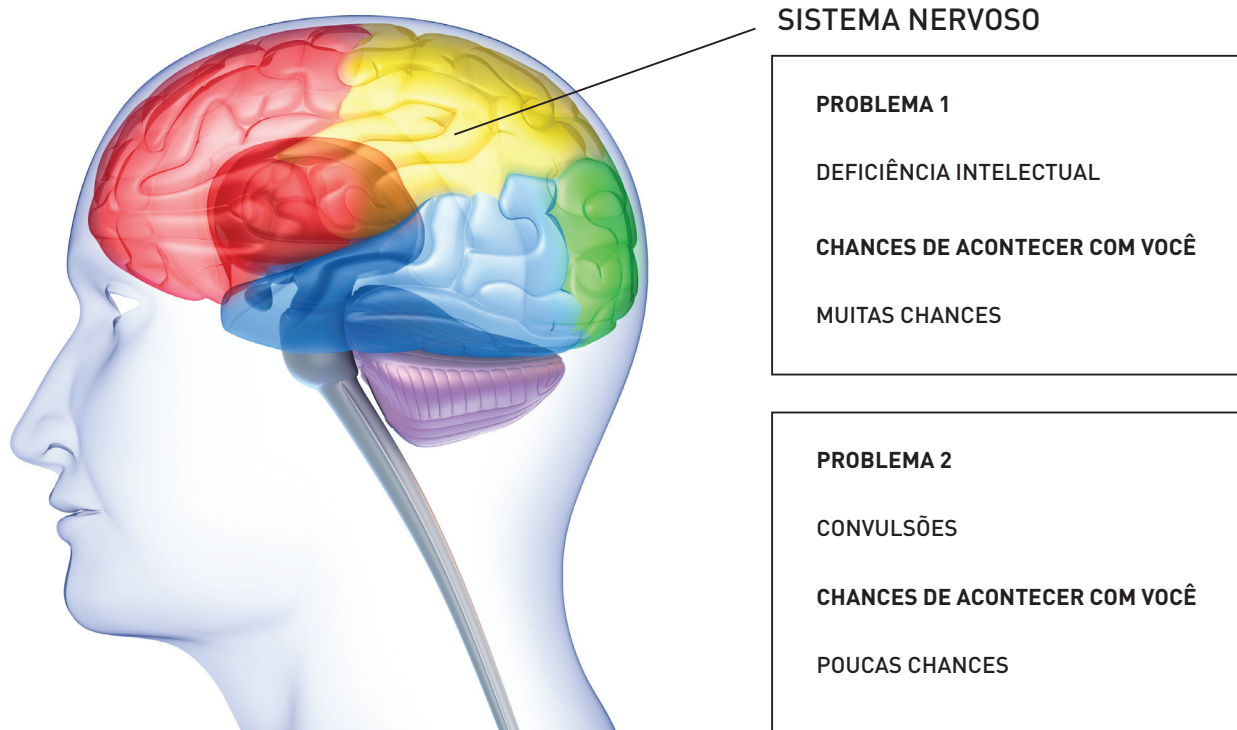 SISTEMA NERVOSO
PROBLEMA 1
DEFICIÊNCIA INTELECTUAL
CHANCES DE ACONTECER COM VOCÊ
MUITAS CHANCES
PROBLEMA 2
CONVULSÕES
CHANCES DE ACONTECER COM VOCÊ
POUCAS CHANCES